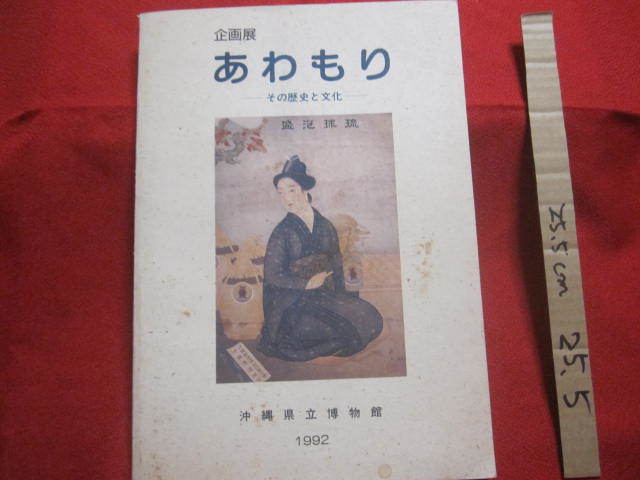 企画展
あわもり
その歴史と文化
盛泡球琉
沖縄県立博物館
1992
25.5cm 25.5